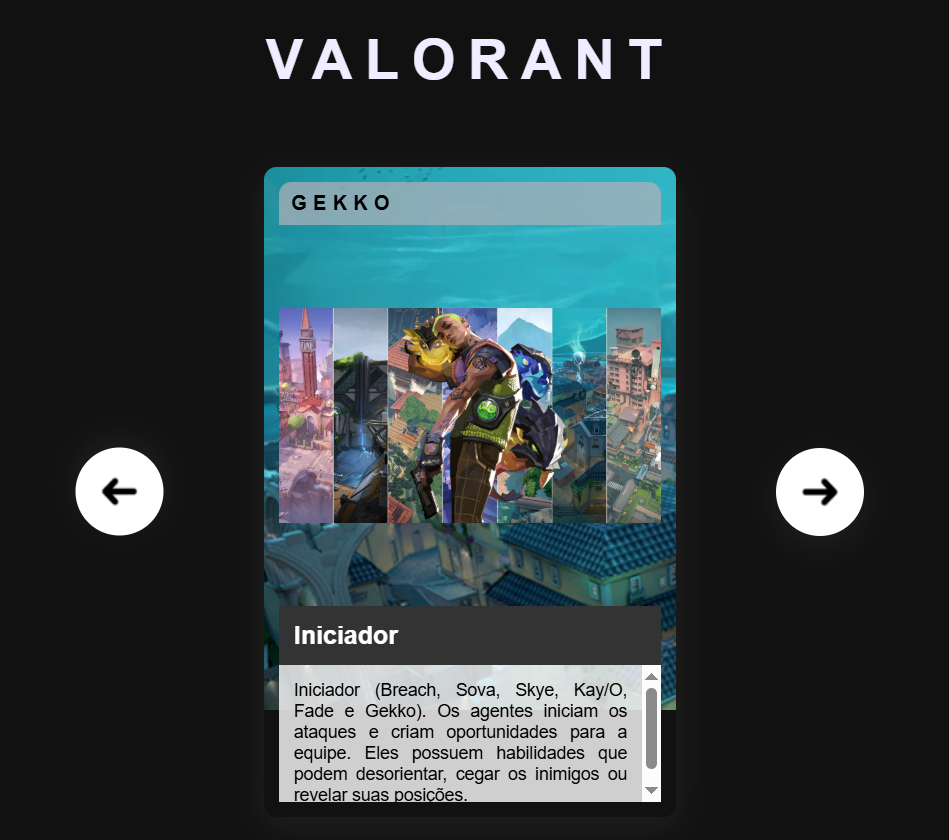 VALORANT
GEKKO
Iniciador
Iniciador (Breach, Sova, Skye, Kay/O,
Fade e Gekko). Os agentes iniciam os
ataques e criam oportunidades para a
equipe. Eles possuem habilidades que
podem desorientar, cegar os inimigos ou
revelar suas posições.